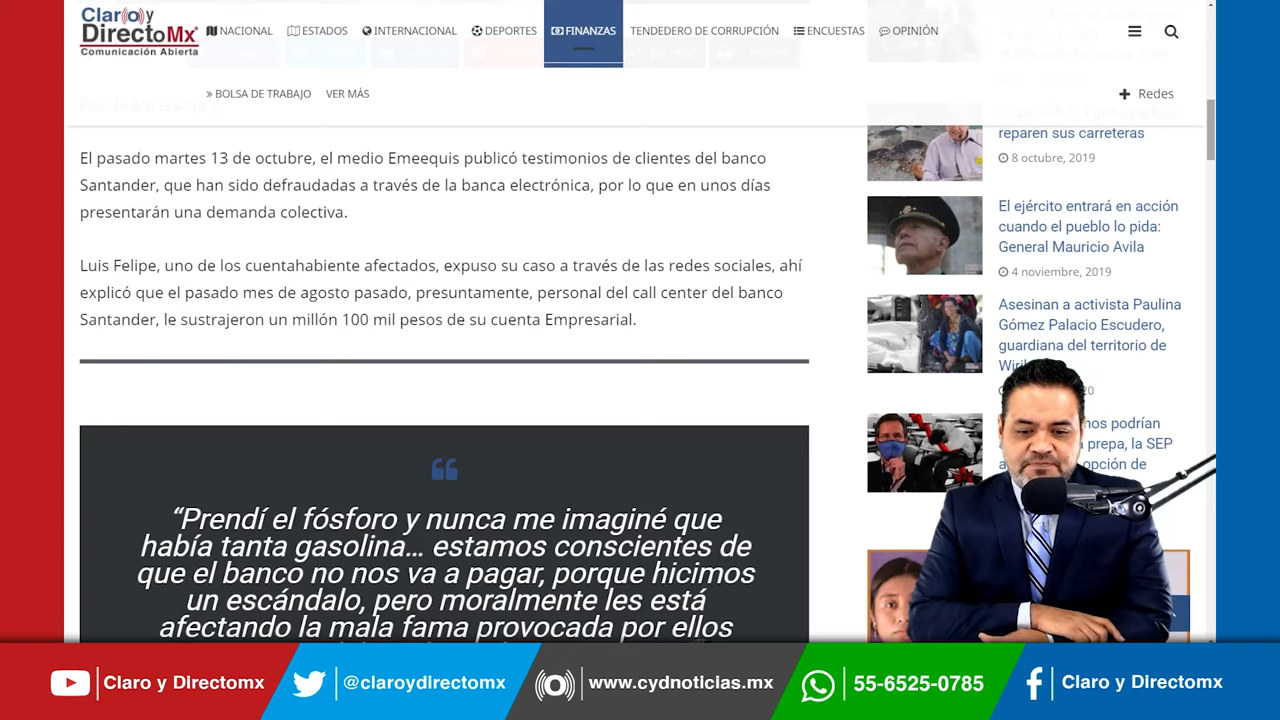 Claro y
DirectoMx
Comunicación Abierta
NACIONAL
ESTADOS
INTERNACIONAL
DEPORTES
FINANZAS
TENDEDERO DE CORRUPCIÓN
ENCUESTAS
OPINIÓN
» BOLSA DE TRABAJO
VER MÁS
+ Redes
El pasado martes 13 de octubre, el medio Emeequis publicó testimonios de clientes del banco
Santander, que han sido defraudadas a través de la banca electrónica, por lo que en unos días
presentarán una demanda colectiva.
Luis Felipe, uno de los cuentahabiente afectados, expuso su caso a través de las redes sociales, ahí
explicó que el pasado mes de agosto pasado, presuntamente, personal del call center del banco
Santander, le sustrajeron un millón 100 mil pesos de su cuenta Empresarial.
“Prendí el fósforo y nunca me imaginé que
había tanta gasolina… estamos conscientes de
que el banco no nos va a pagar, porque hicimos
un escándalo, pero moralmente les está
afectando la mala fama provocada por ellos
reparen sus carreteras
8 octubre, 2019
El ejército entrará en acción
cuando el pueblo lo pida:
General Mauricio Avila
4 noviembre, 2019
Asesinan a activista Paulina
Gómez Palacio Escudero,
guardiana del territorio de
podrían
prepa, la SEP
opción de
Claro y Directomx
@claroydirectomx
www.cydnoticias.mx
55-6525-0785
Claro y Directomx